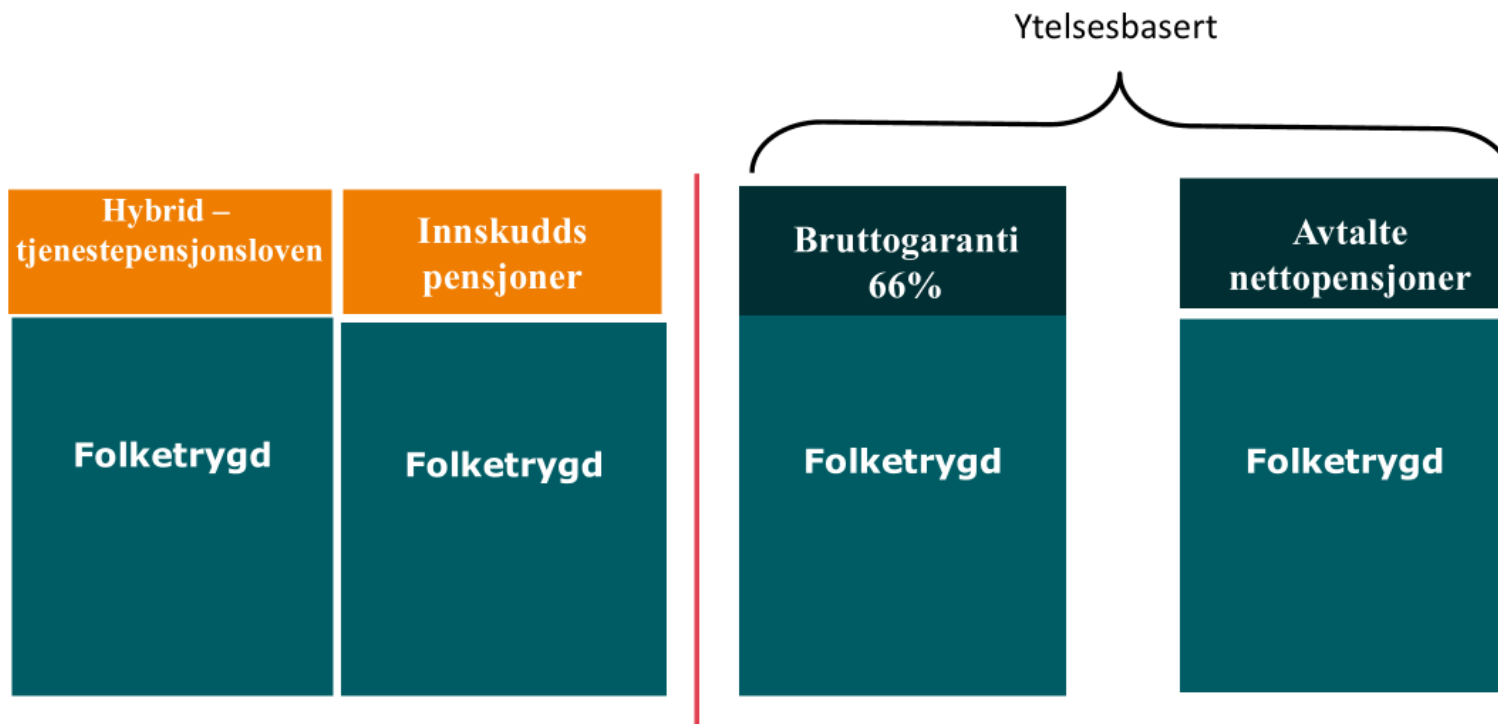 Ytelsesbasert
Hybrid –
tjenestepensjonsloven
Innskudds
pensjoner
Bruttogaranti
66%
Avtalte
nettopensjoner
Folketrygd
Folketrygd
Folketrygd
Folketrygd